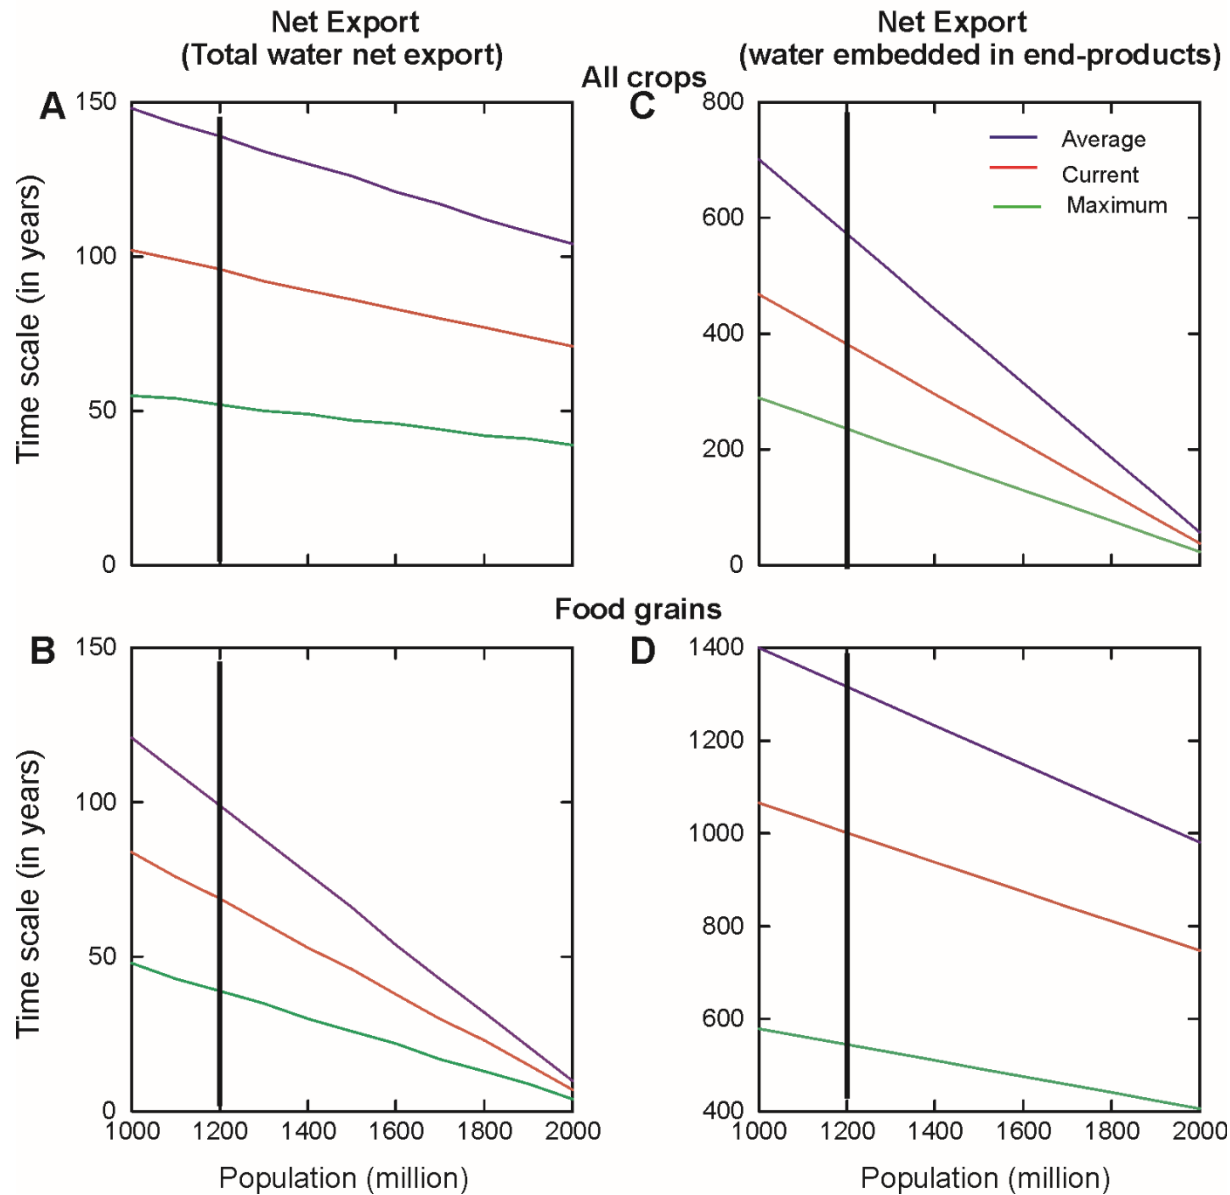 Net Export
(Total water net export)
Net Export
(water embedded in end-products)
All crops
A
150
100
50
0
Time scale (in years)
C
800
600
400
200
0
Average
Current
Maximum
Food grains
B
150
100
50
0
Time scale (in years)
1000 1200 1400 1600 1800 2000
Population (million)
D
1400
1200
1000
800
600
400
1000 1200 1400 1600 1800 2000
Population (million)